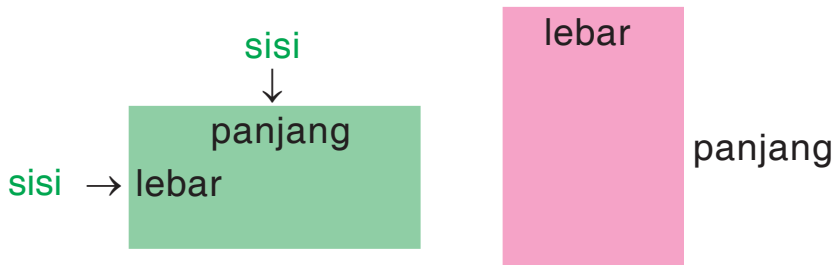 sisi
↓
panjang
sisi → lebar
lebar
panjang